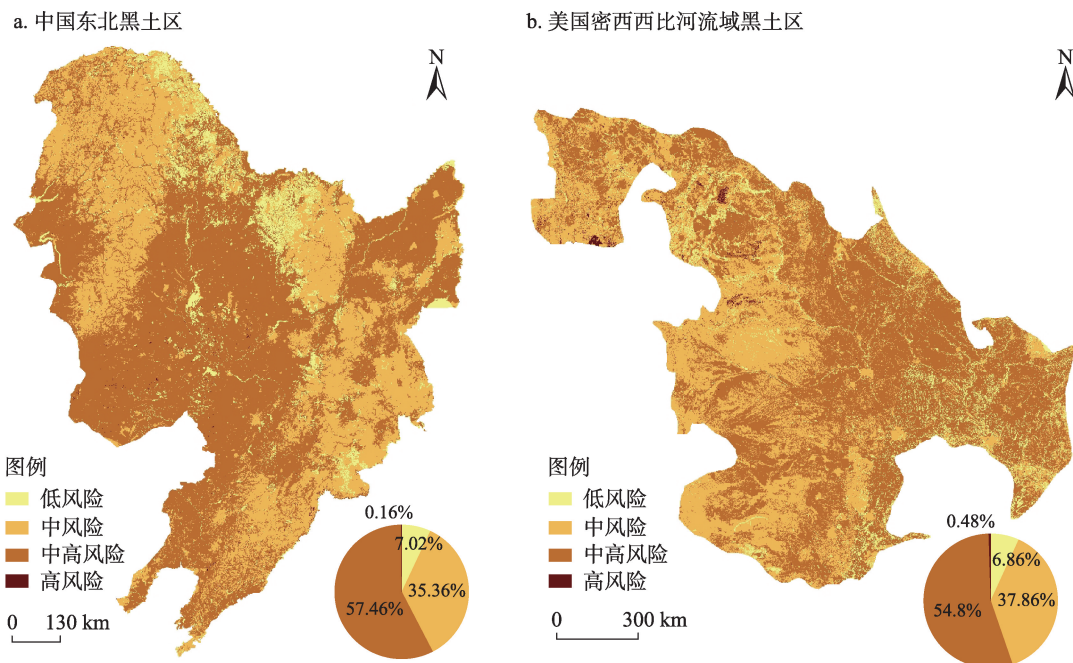 a. 中国东北黑土区
N
图例
低风险
中风险
中高风险
高风险
0 130 km
0.16%
7.02%
35.36%
57.46%
b. 美国密西西比河流域黑土区
N
图例
低风险
中风险
中高风险
高风险
0 300 km
0.48%
6.86%
37.86%
54.8%